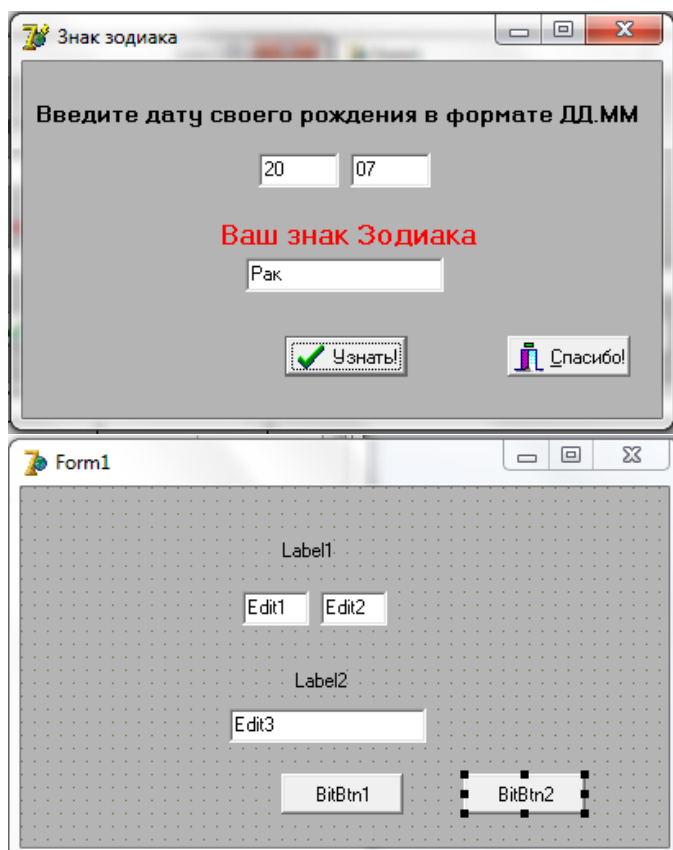 Знак зодиака
Введите дату своего рождения в формате ДД.ММ
20 07
Ваш знак Зодиака
Рак
Узнать! Спасибо!
Form1
Label1
Edit1 Edit2
Label2
Edit3
BitBtn1 BitBtn2